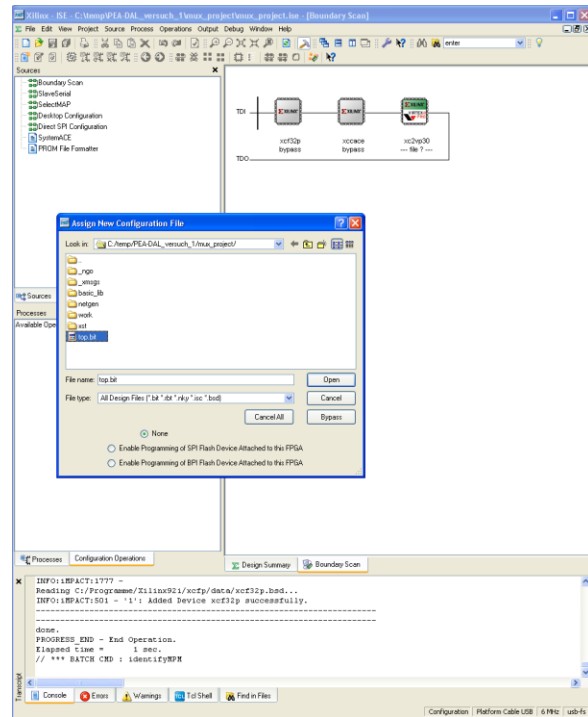 Xilinx - ISE - C:\temp\PEA-DAL_versuch_1\mux_project\mux_project.ise - [Boundary Scan]
File Edit View Project Source Process Operations Output Debug Window Help
enter
Sources
Boundary Scan
SlaveSerial
SelectMAP
Desktop Configuration
Direct SPI Configuration
SystemACE
PROM File Formatter
TDI
XILINX
XILINX
XILINX
xcf32p
bypass
xccace
bypass
xc2vp30
--- file ? ---
TDO
Assign New Configuration File
Look in: C:/temp/PEA-DAL_versuch_1/mux_project/
..
_ngo
_xmsgs
basic_lib
netgen
work
xst
top.bit
File name: top.bit
Open
File type: All Design Files (*.bit *.rbt *.nky *.isc *.bsd)
Cancel
Cancel All
Bypass
None
Enable Programming of SPI Flash Device Attached to this FPGA
Enable Programming of BPI Flash Device Attached to this FPGA
Sources
Processes
Available Ope
Processes
Configuration Operations
Design Summary
Boundary Scan
INFO:iMPACT:1777 -
Reading C:/Programme/Xilinx92i/xcfp/data/xcf32p.bsd...
INFO:iMPACT:501 - '1': Added Device xcf32p successfully.
----------------------------------------------------------------------
----------------------------------------------------------------------
done.
PROGRESS_END - End Operation.
Elapsed time = 1 sec.
// *** BATCH CMD : identifyMPM
Transcript
Console
Errors
Warnings
Tcl Shell
Find in Files
Configuration
Platform Cable USB
6 MHz
usb-fs